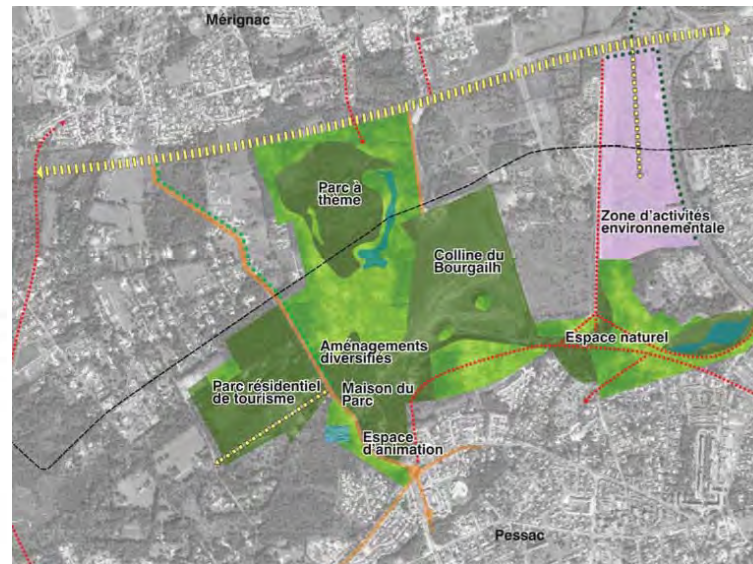 Mérignac
Parc à
thème
Zone d'activités
environnementale
Colline du
Bourgailh
Aménagements
diversifiés
Espace naturel
Parc résidentiel
de tourisme
Maison du
Parc
Espace
d'animation
Pessac